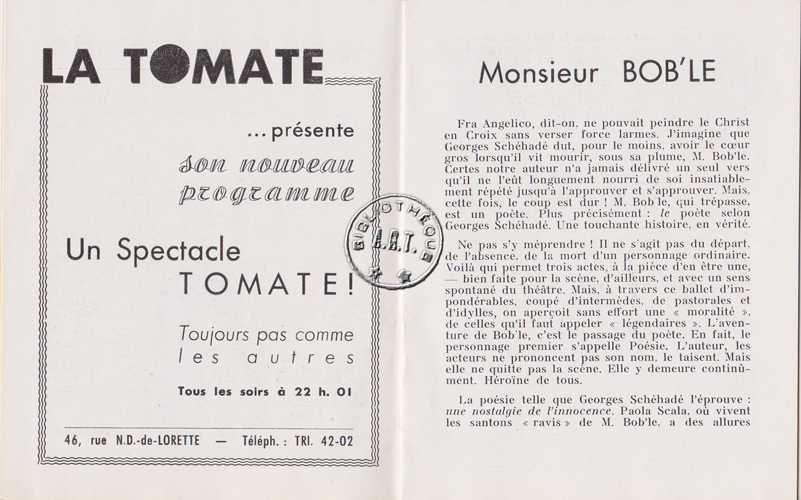 LA TOMATE
...présente
son nouveau
programme
Un Spectacle
TOMATE!
Toujours pas comme
les autres
Tous les soirs à 22 h. 01
46, rue N.D.-de-LORETTE — Téléph. : TRI. 42-02
BIBLIOTHÈQUE
A.R.T.
Monsieur BOB'LE
Fra Angelico, dit-on, ne pouvait peindre le Christ
en Croix sans verser force larmes. J'imagine que
Georges Schéhadé dut, pour le moins, avoir le cœur
gros lorsqu'il vit mourir, sous sa plume, M. Bob'le.
Certes notre auteur n'a jamais délivré un seul vers
qu'il ne l'eût longuement nourri de soi insatiable-
ment répété jusqu'à l'approuver et s'approuver. Mais,
cette fois, le coup est dur ! M. Bob'le, qui trépasse,
est un poète. Plus précisément : le poète selon
Georges Schéhadé. Une touchante histoire, en vérité.
Ne pas s'y méprendre ! Il ne s'agit pas du départ,
de l'absence, de la mort d'un personnage ordinaire.
Voilà qui permet trois actes, à la pièce d'en être une,
— bien faite pour la scène, d'ailleurs, et avec un sens
spontané du théâtre. Mais, à travers ce ballet d'im-
pondérables, coupé d'intermèdes, de pastorales et
d'idylles, on aperçoit sans effort une « moralité »,
de celles qu'il faut appeler « légendaires ». L'aven-
ture de Bob'le, c'est le passage du poète. En fait, le
personnage premier s'appelle Poésie. L'auteur, les
acteurs ne prononcent pas son nom, le taisent. Mais
elle ne quitte pas la scène. Elle y demeure continû-
ment. Héroïne de tous.
La poésie telle que Georges Schéhadé l'éprouve :
une nostalgie de l'innocence. Paola Scala, où vivent
les santons « ravis » de M. Bob'le, a des allures